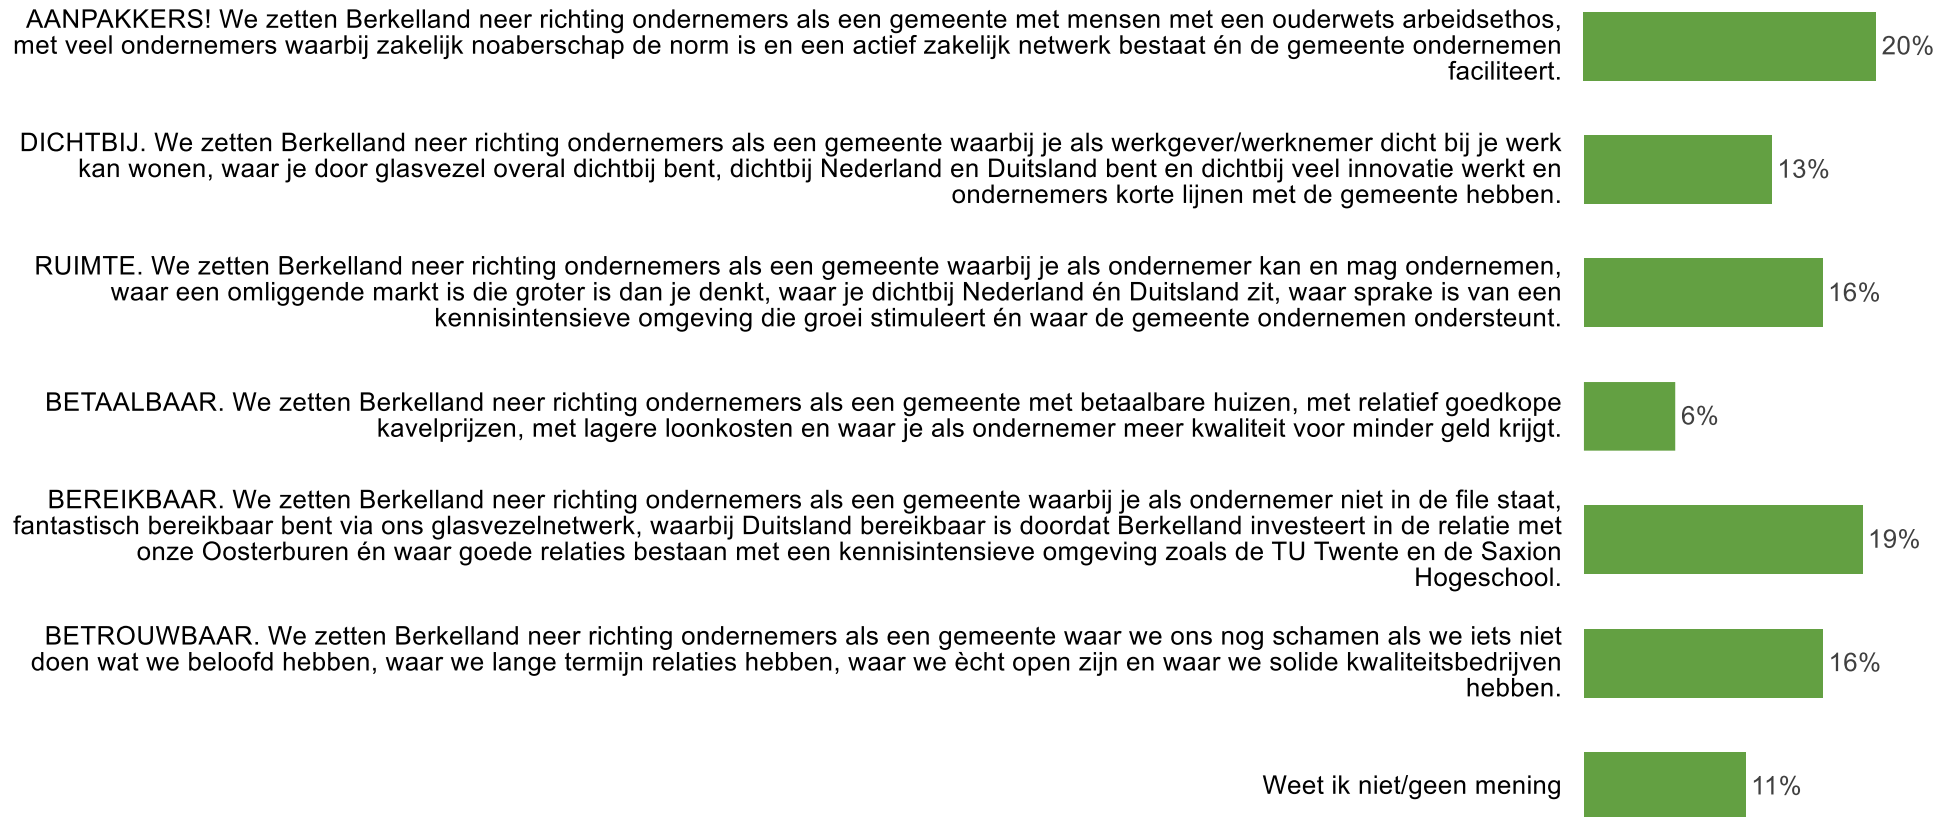 AANPAKKERS! We zetten Berkelland neer richting ondernemers als een gemeente met mensen met een ouderwets arbeidsethos,
met veel ondernemers waarbij zakelijk noaberschap de norm is en een actief zakelijk netwerk bestaat én de gemeente ondernemen
faciliteert.
20%
DICHTBIJ. We zetten Berkelland neer richting ondernemers als een gemeente waarbij je als werkgever/werknemer dicht bij je werk
kan wonen, waar je door glasvezel overal dichtbij bent, dichtbij Nederland en Duitsland bent en dichtbij veel innovatie werkt en
ondernemers korte lijnen met de gemeente hebben.
13%
RUIMTE. We zetten Berkelland neer richting ondernemers als een gemeente waarbij je als ondernemer kan en mag ondernemen,
waar een omliggende markt is die groter is dan je denkt, waar je dichtbij Nederland én Duitsland zit, waar sprake is van een
kennisintensieve omgeving die groei stimuleert én waar de gemeente ondernemen ondersteunt.
16%
BETAALBAAR. We zetten Berkelland neer richting ondernemers als een gemeente met betaalbare huizen, met relatief goedkope
kavelprijzen, met lagere loonkosten en waar je als ondernemer meer kwaliteit voor minder geld krijgt.
6%
BEREIKBAAR. We zetten Berkelland neer richting ondernemers als een gemeente waarbij je als ondernemer niet in de file staat,
fantastisch bereikbaar bent via ons glasvezelnetwerk, waarbij Duitsland bereikbaar is doordat Berkelland investeert in de relatie met
onze Oosterburen én waar goede relaties bestaan met een kennisintensieve omgeving zoals de TU Twente en de Saxion
Hogeschool.
19%
BETROUWBAAR. We zetten Berkelland neer richting ondernemers als een gemeente waar we ons nog schamen als we iets niet
doen wat we beloofd hebben, waar we lange termijn relaties hebben, waar we ècht open zijn en waar we solide kwaliteitsbedrijven
hebben.
16%
Weet ik niet/geen mening
11%